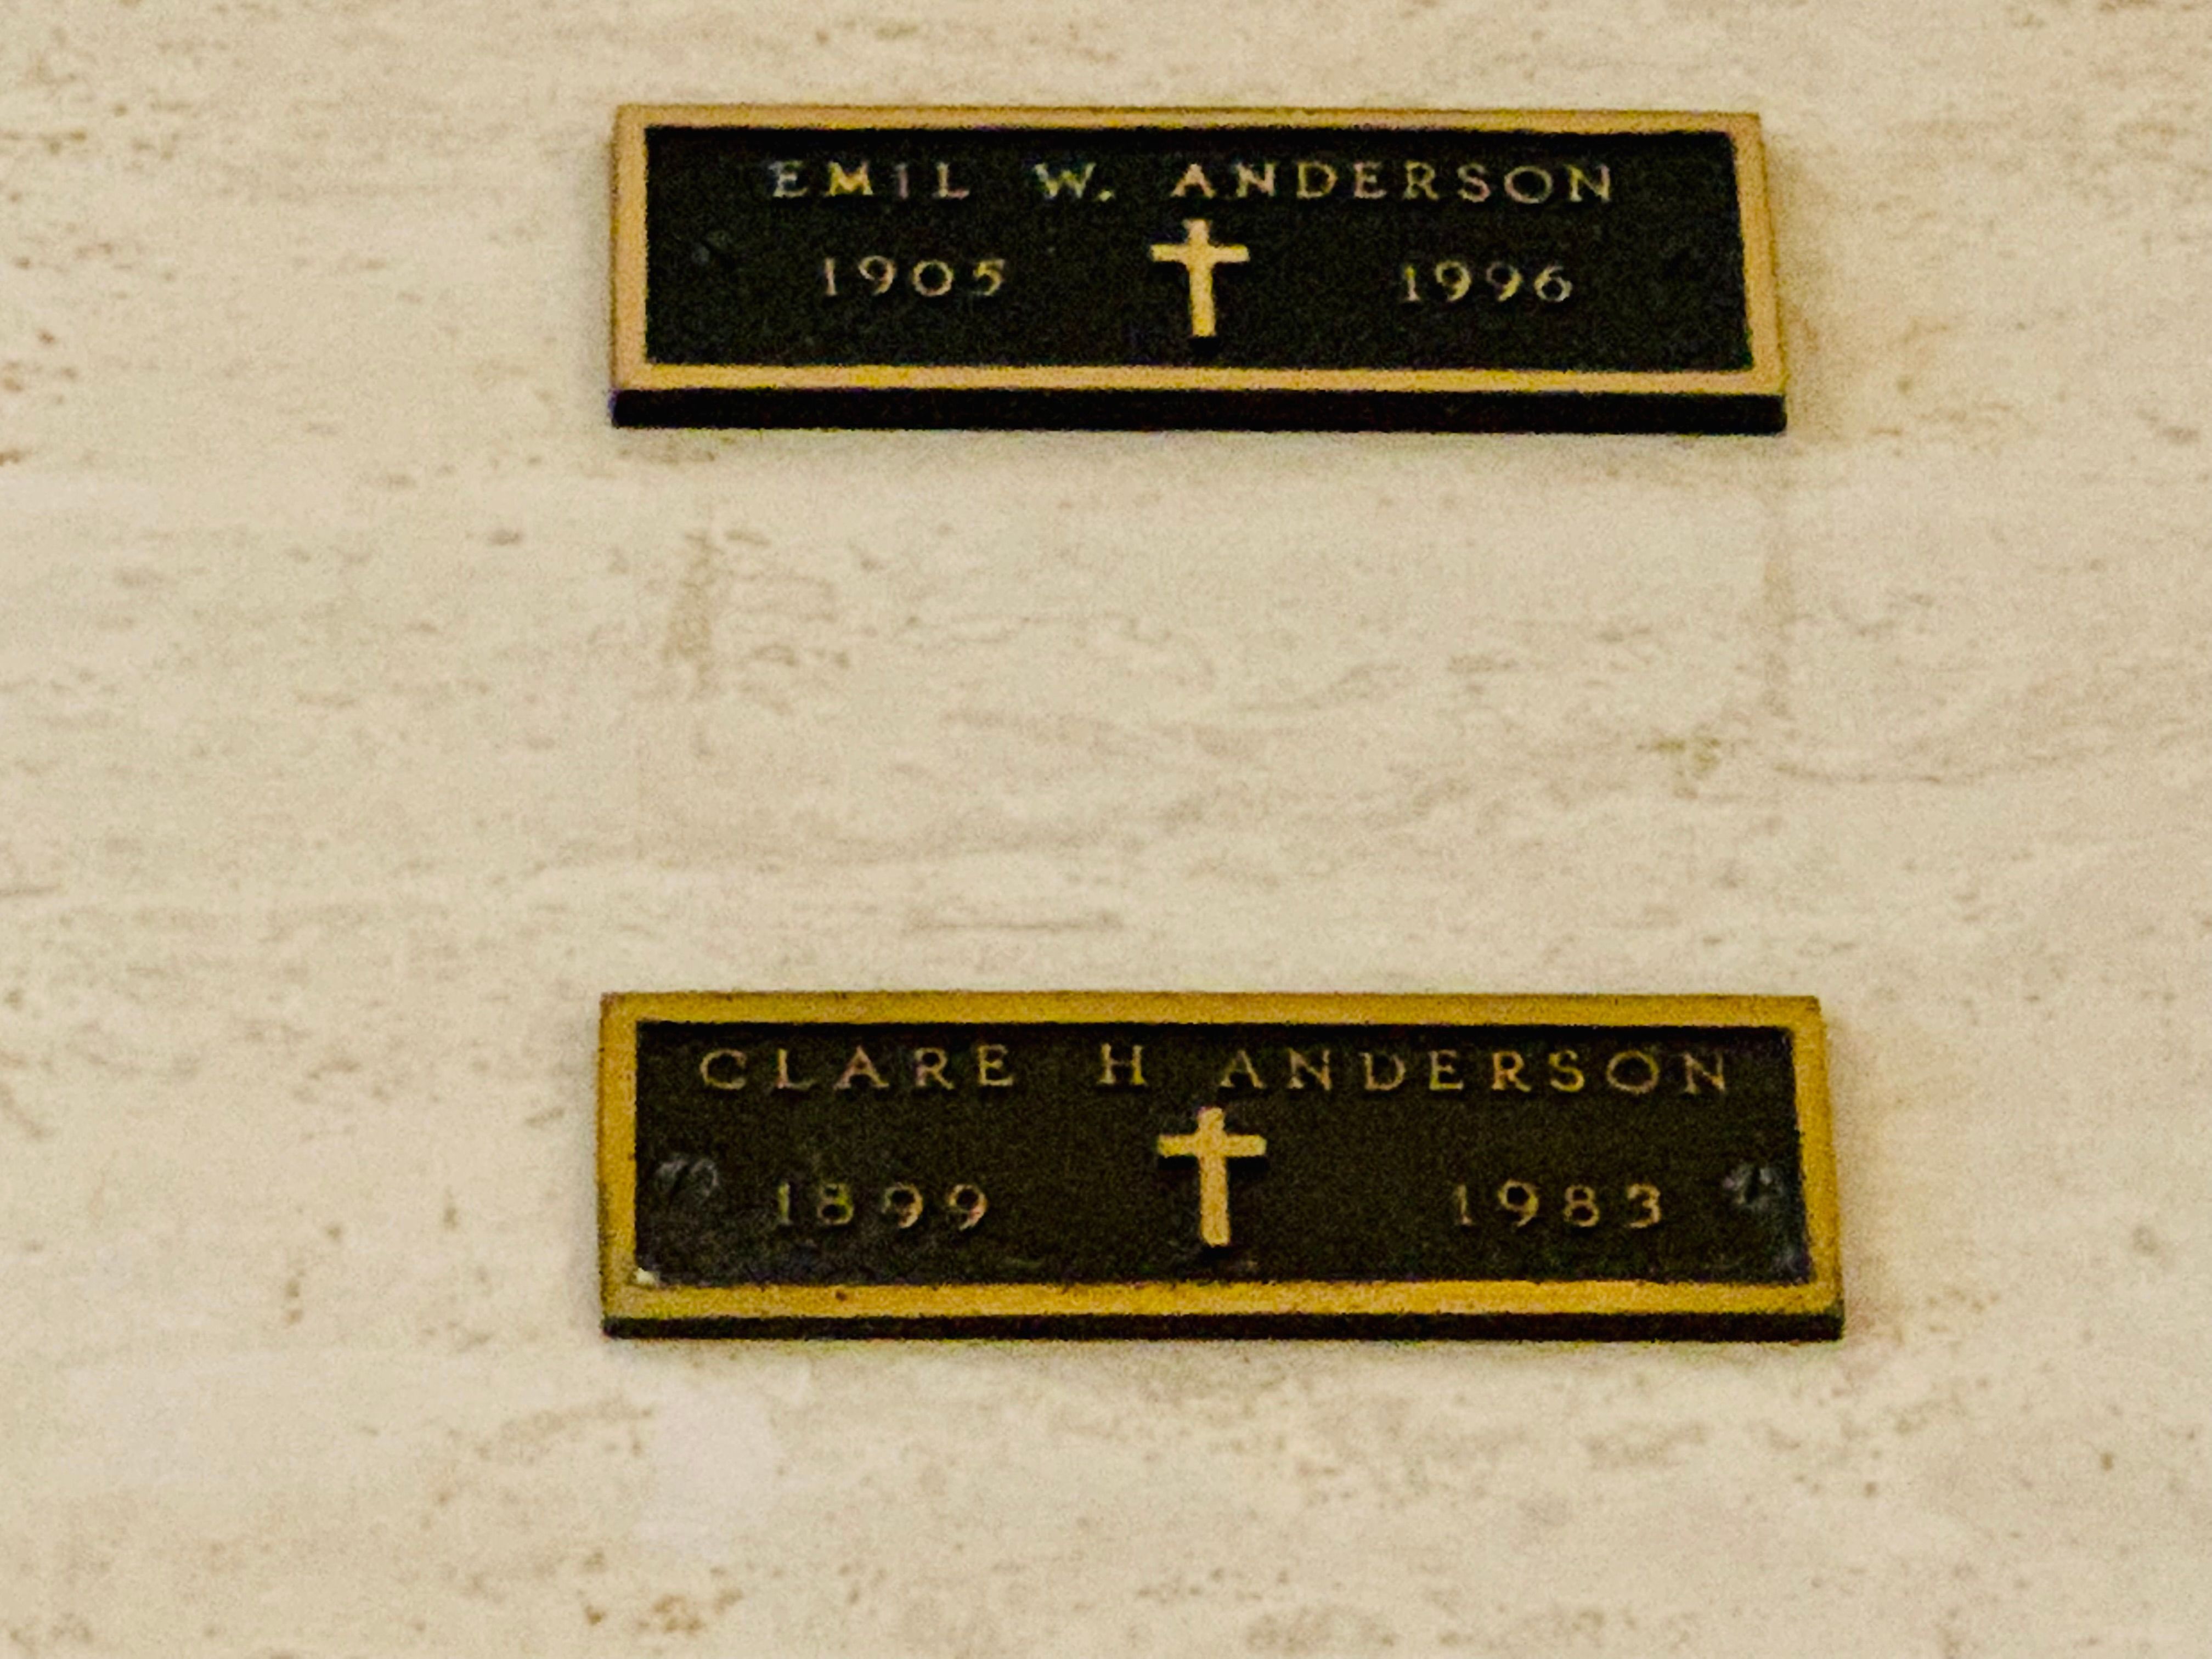 EMIL W. ANDERSON
1905 1996
CLARE H ANDERSON
1899 1983